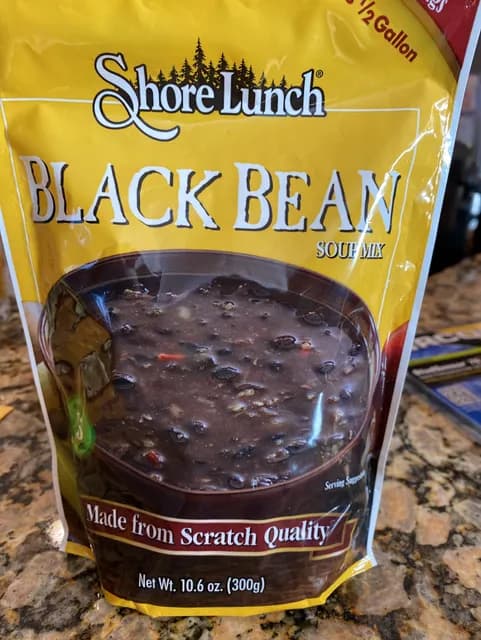 1/2 Gallon
Shore Lunch®
BLACK BEAN
SOUP MIX
Serving
Made from Scratch Quality
Net Wt. 10.6 oz. (300g)